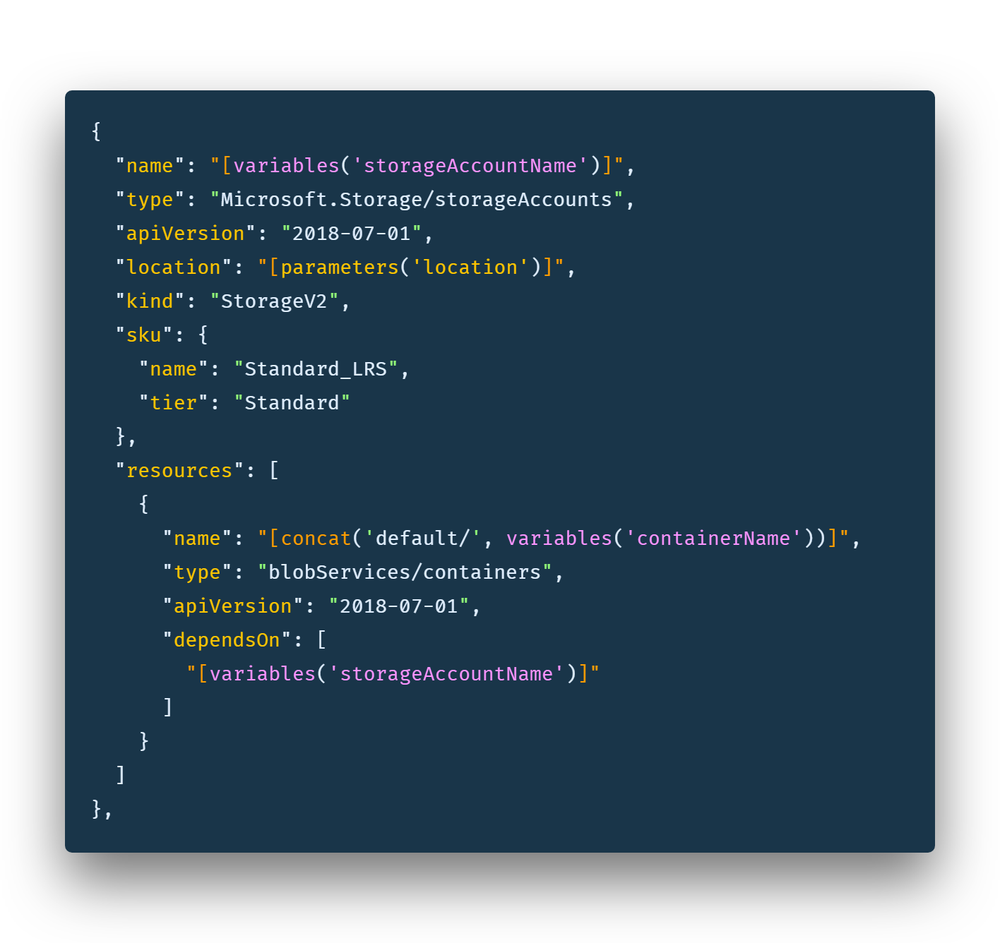 {
  "name": "[variables('storageAccountName')]",
  "type": "Microsoft.Storage/storageAccounts",
  "apiVersion": "2018-07-01",
  "location": "[parameters('location')]",
  "kind": "StorageV2",
  "sku": {
    "name": "Standard_LRS",
    "tier": "Standard"
  },
  "resources": [
    {
      "name": "[concat('default/', variables('containerName'))]",
      "type": "blobServices/containers",
      "apiVersion": "2018-07-01",
      "dependsOn": [
        "[variables('storageAccountName')]"
      ]
    }
  ]
},